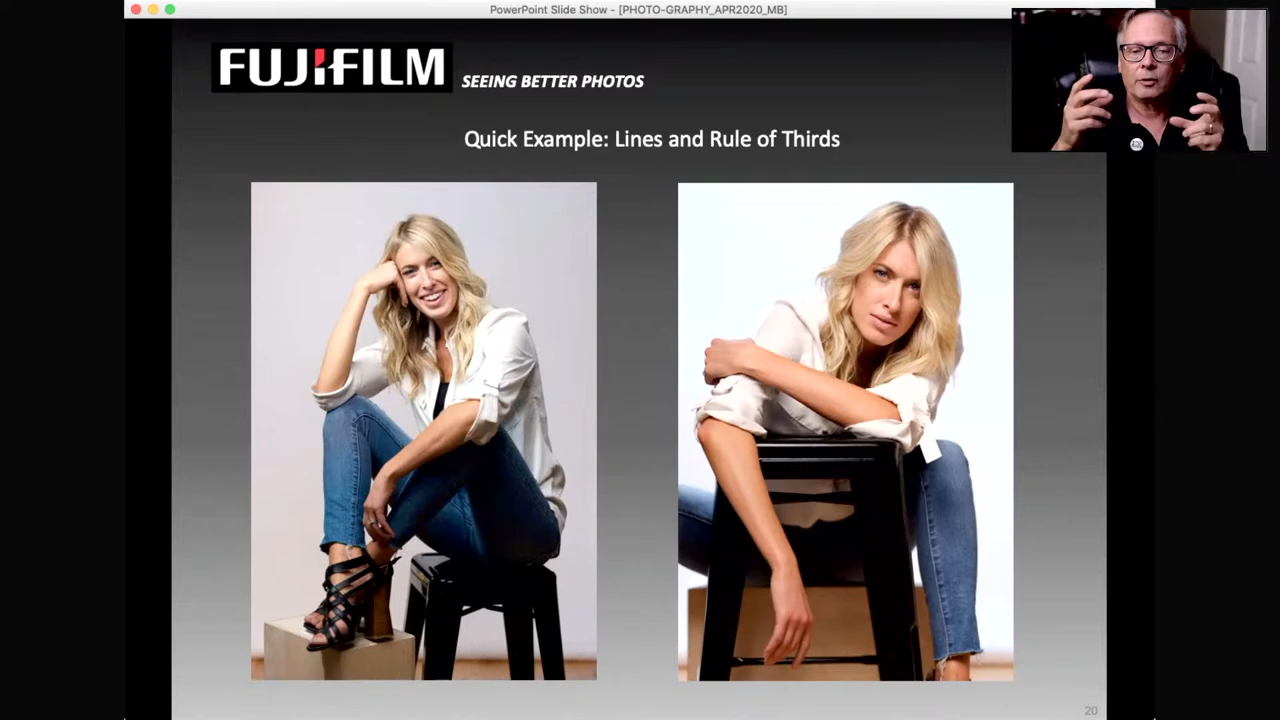 PowerPoint Slide Show - [PHOTO-GRAPHY_APR2020_MB]
FUJIFILM
SEEING BETTER PHOTOS
Quick Example: Lines and Rule of Thirds
20